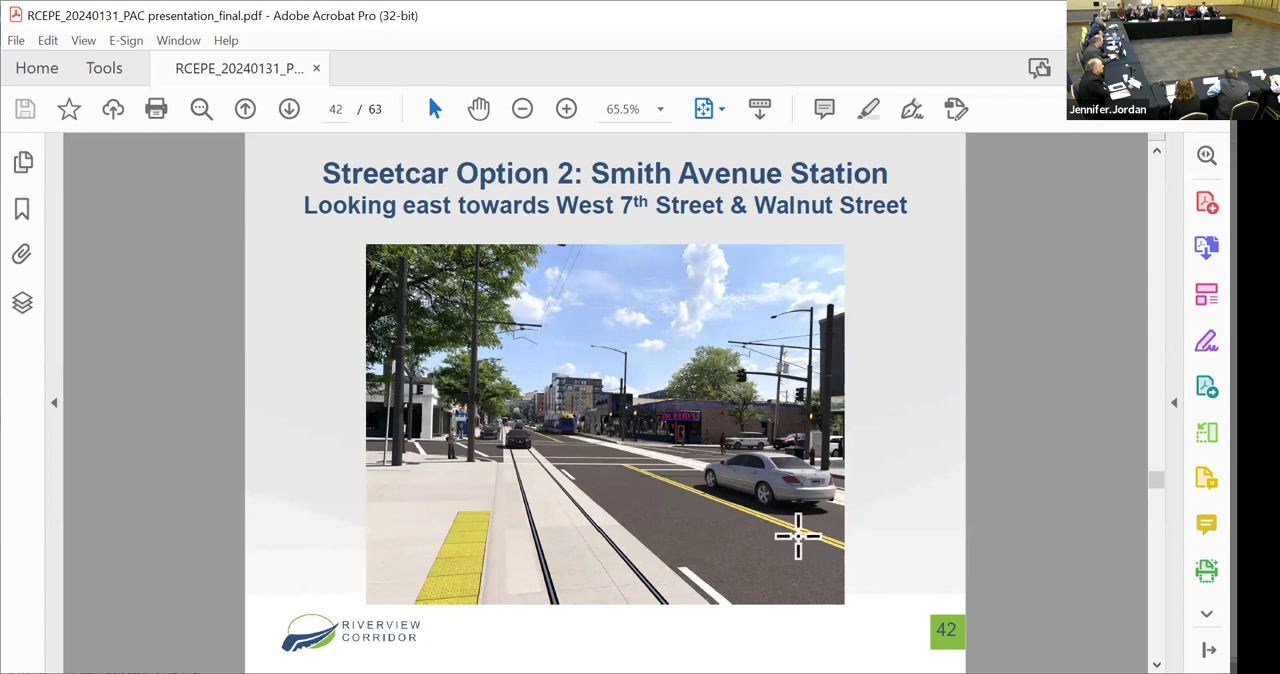 RCEPE_20240131_PAC presentation_final.pdf - Adobe Acrobat Pro (32-bit)
File Edit View E-Sign Window Help
Home Tools RCEPE_20240131_P... ×
42 / 63 65.5%
Jennifer.Jordan
Streetcar Option 2: Smith Avenue Station
Looking east towards West 7th Street & Walnut Street
RIVERVIEW
CORRIDOR
42